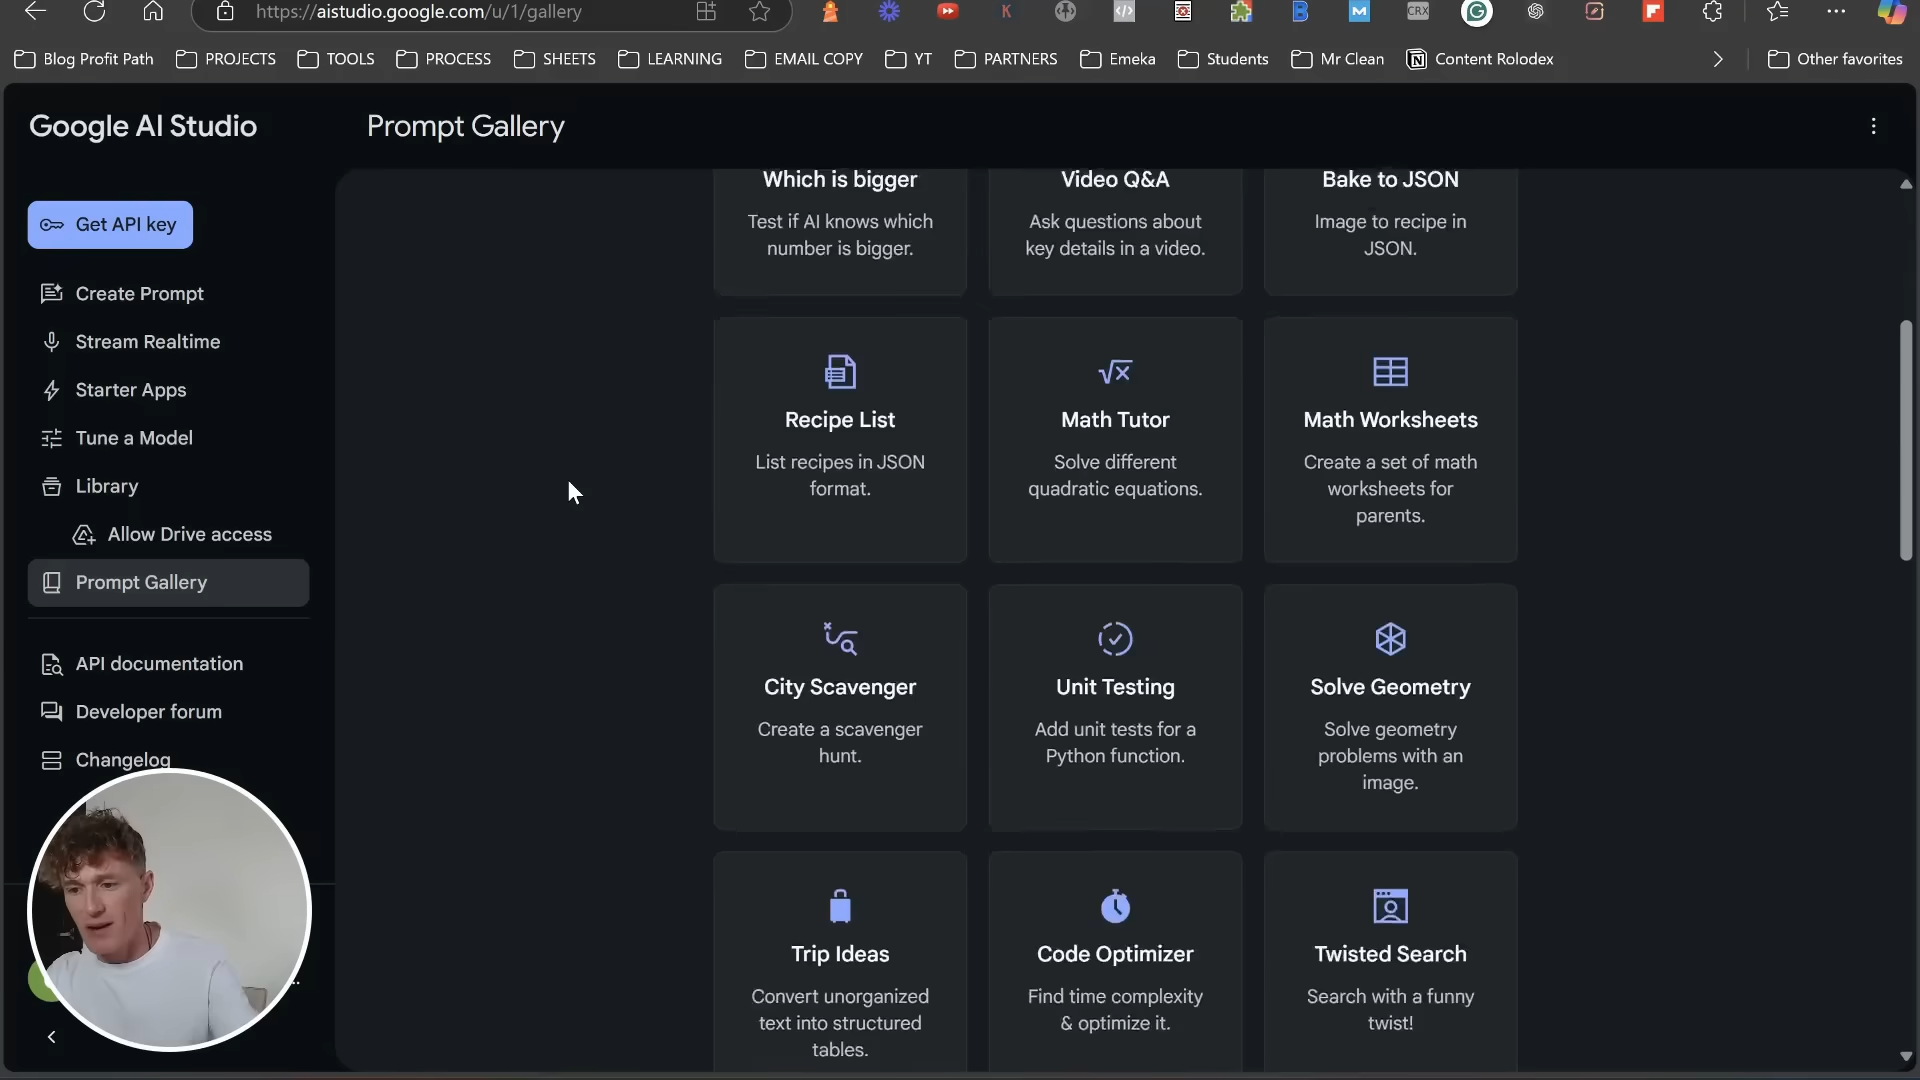 https://aistudio.google.com/u/1/gallery
Blog Profit Path
PROJECTS
TOOLS
PROCESS
SHEETS
LEARNING
EMAIL COPY
YT
PARTNERS
Emeka
Students
Mr Clean
Content Rolodex
Other favorites
Google AI Studio
Prompt Gallery
Get API key
Create Prompt
Stream Realtime
Starter Apps
Tune a Model
Library
Allow Drive access
Prompt Gallery
API documentation
Developer forum
Changelog
Which is bigger
Test if AI knows which
number is bigger.
Video Q&A
Ask questions about
key details in a video.
Bake to JSON
Image to recipe in
JSON.
Recipe List
List recipes in JSON
format.
Math Tutor
Solve different
quadratic equations.
Math Worksheets
Create a set of math
worksheets for
parents.
City Scavenger
Create a scavenger
hunt.
Unit Testing
Add unit tests for a
Python function.
Solve Geometry
Solve geometry
problems with an
image.
Trip Ideas
Convert unorganized
text into structured
tables.
Code Optimizer
Find time complexity
& optimize it.
Twisted Search
Search with a funny
twist!